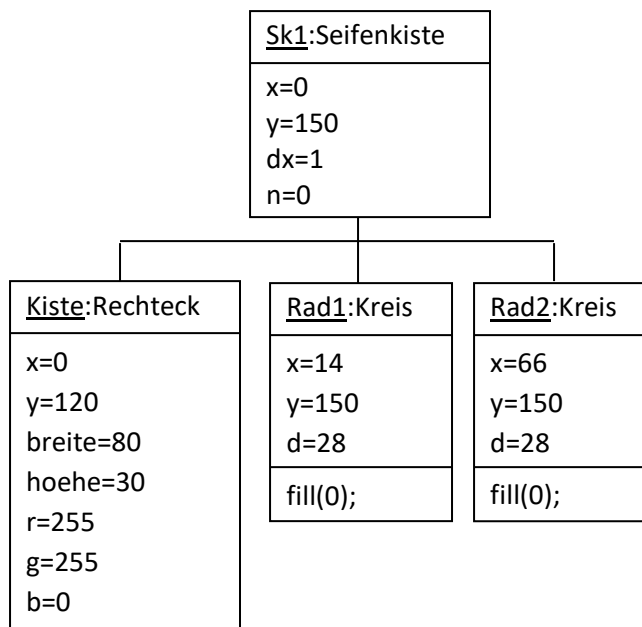 Sk1:Seifenkiste
x=0
y=150
dx=1
n=0
Kiste:Rechteck
x=0
y=120
breite=80
hoehe=30
r=255
g=255
b=0
Rad1:Kreis
x=14
y=150
d=28
fill(0);
Rad2:Kreis
x=66
y=150
d=28
fill(0);